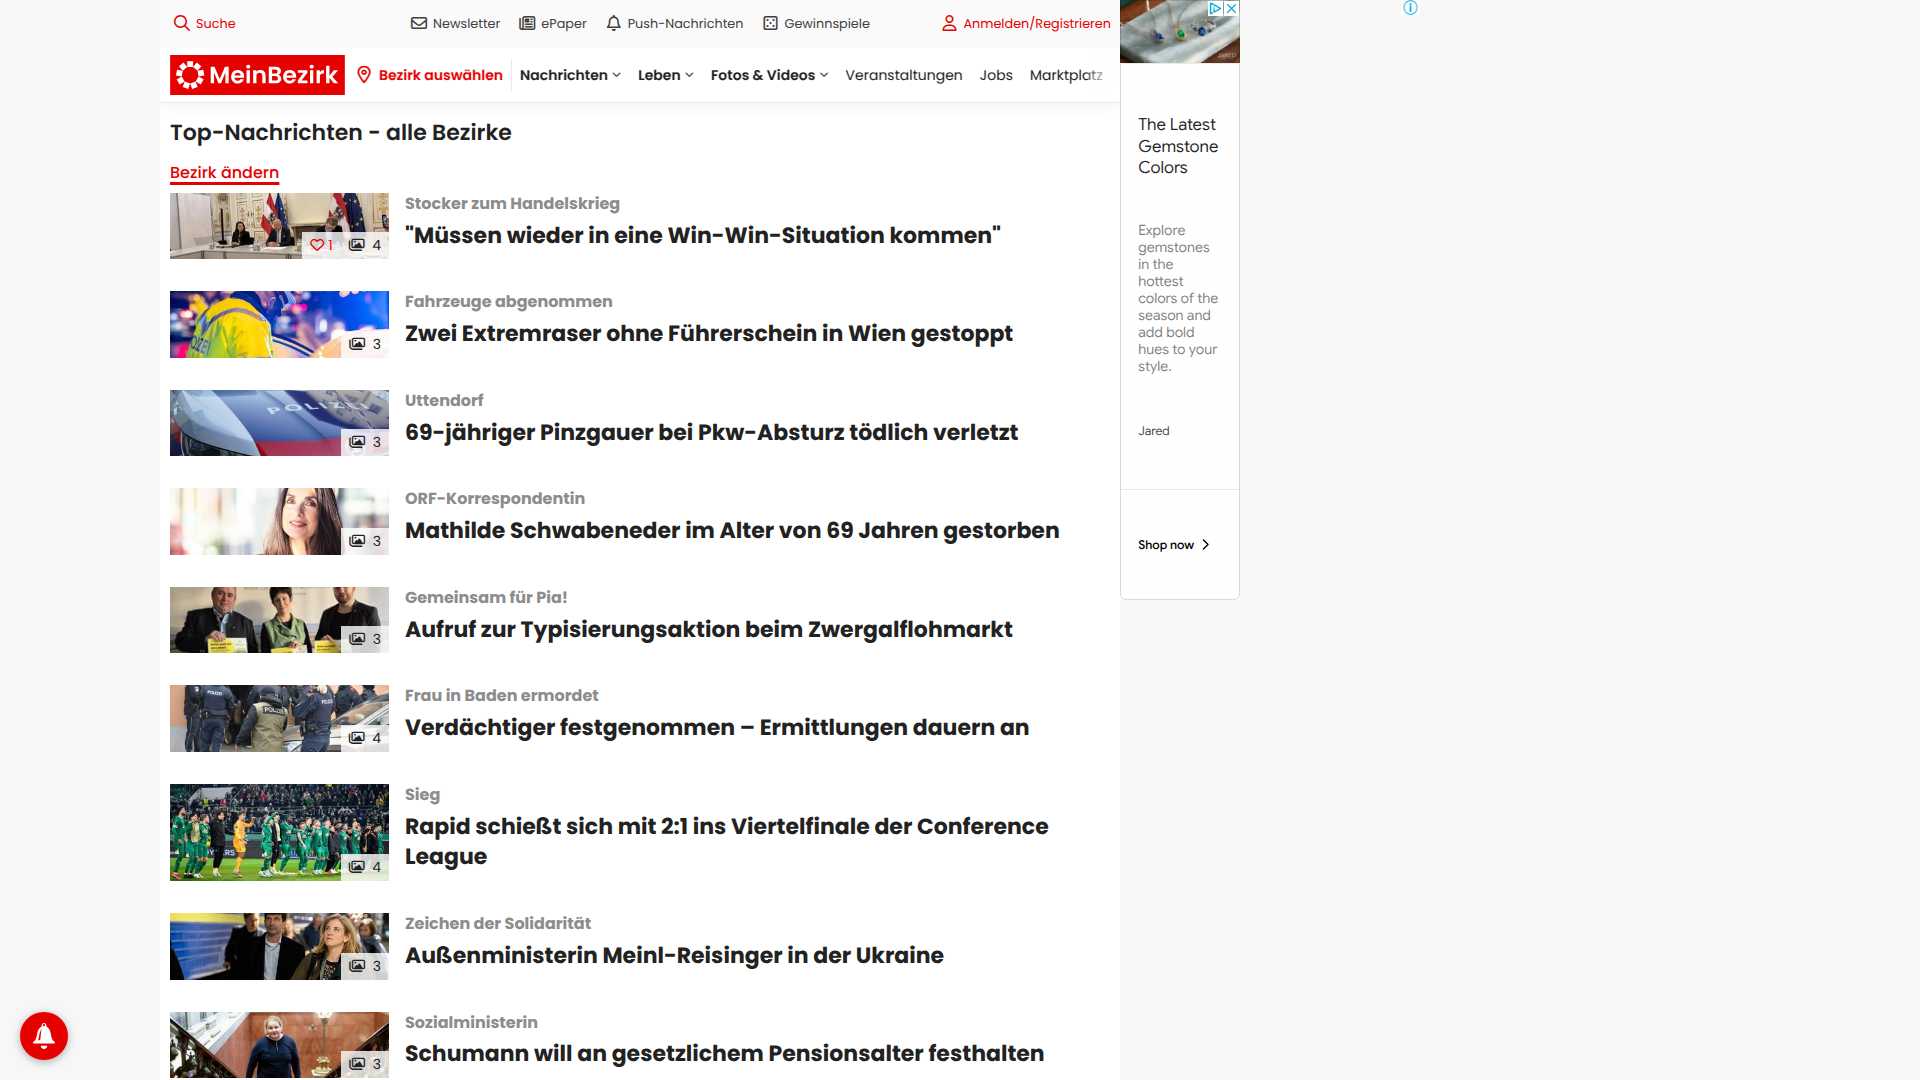 Suche
Newsletter
ePaper
Push-Nachrichten
Gewinnspiele
Anmelden/Registrieren
MeinBezirk
Bezirk auswählen
Nachrichten
Leben
Fotos & Videos
Veranstaltungen
Jobs
Marktplatz
Top-Nachrichten - alle Bezirke
Bezirk ändern
Stocker zum Handelskrieg
"Müssen wieder in eine Win-Win-Situation kommen"
1 4
Fahrzeuge abgenommen
Zwei Extremraser ohne Führerschein in Wien gestoppt
3
Uttendorf
69-jähriger Pinzgauer bei Pkw-Absturz tödlich verletzt
POLIZEI
3
ORF-Korrespondentin
Mathilde Schwabeneder im Alter von 69 Jahren gestorben
3
Gemeinsam für Pia!
Aufruf zur Typisierungsaktion beim Zwergalflohmarkt
3
Frau in Baden ermordet
Verdächtiger festgenommen – Ermittlungen dauern an
4
Sieg
Rapid schießt sich mit 2:1 ins Viertelfinale der Conference
League
4
Zeichen der Solidarität
Außenministerin Meinl-Reisinger in der Ukraine
3
Sozialministerin
Schumann will an gesetzlichem Pensionsalter festhalten
3
The Latest
Gemstone
Colors
Explore
gemstones
in the
hottest
colors of the
season and
add bold
hues to your
style.
Jared
Shop now